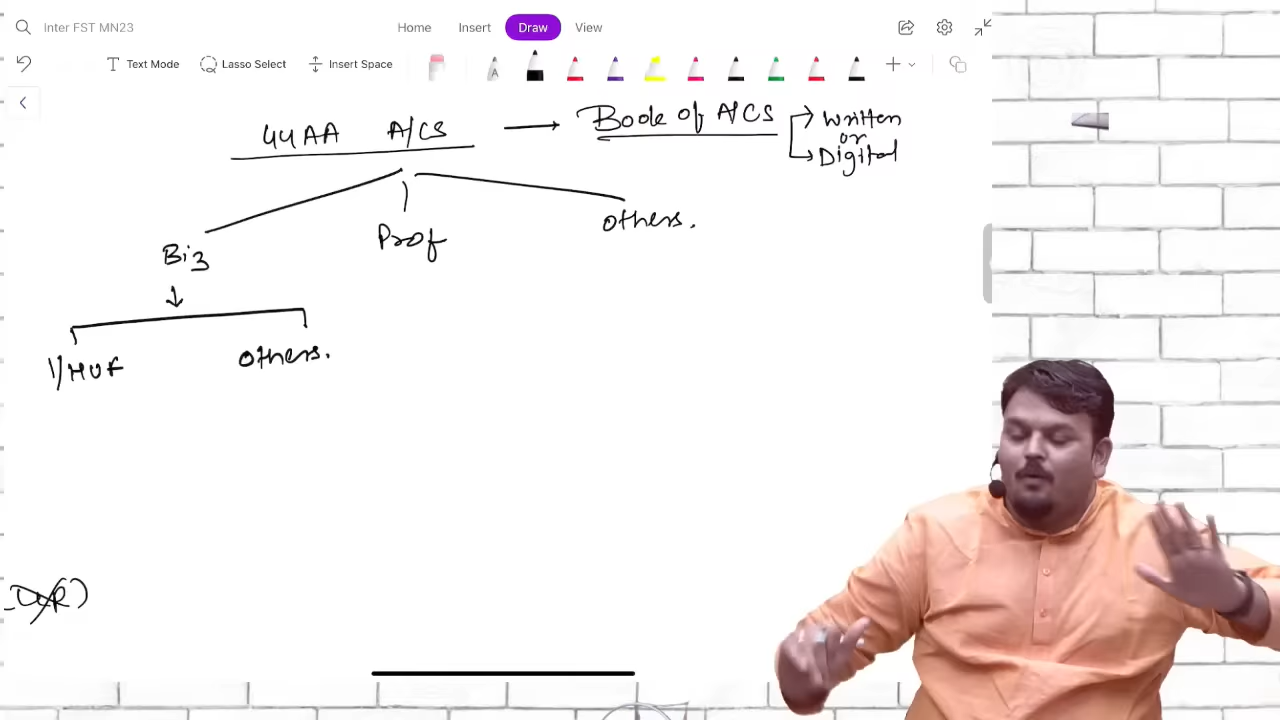 Inter FST MN23
Home Insert Draw View
Text Mode Lasso Select Insert Space
44AA A/CS → Book of A/CS → Written
or
→ Digital
Biz Prof others.
I/HUF others.